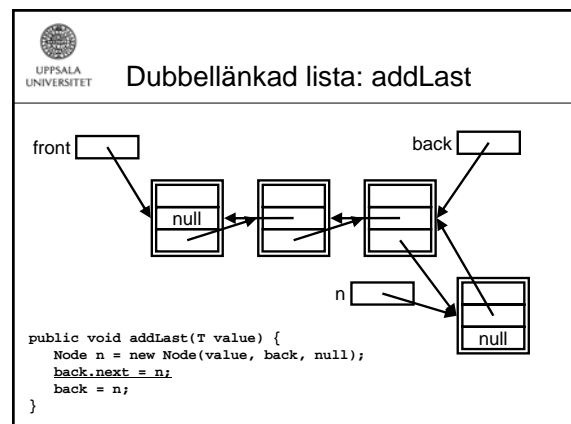 UPPSALA
UNIVERSITET
Dubbellänkad lista: addLast
front
back
null
n
null
public void addLast(T value) {
Node n = new Node(value, back, null);
back.next = n;
back = n;
}